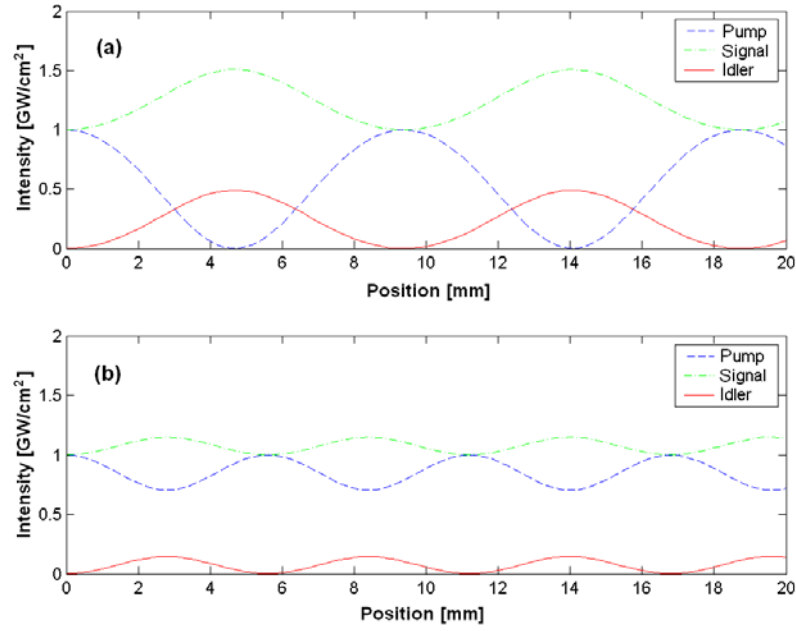 (a)
Pump
Signal
Idler
Intensity [GW/cm²]
2
1.5
1
0.5
0
0 2 4 6 8 10 12 14 16 18 20
Position [mm]
(b)
Pump
Signal
Idler
Intensity [GW/cm²]
2
1.5
1
0.5
0
0 2 4 6 8 10 12 14 16 18 20
Position [mm]